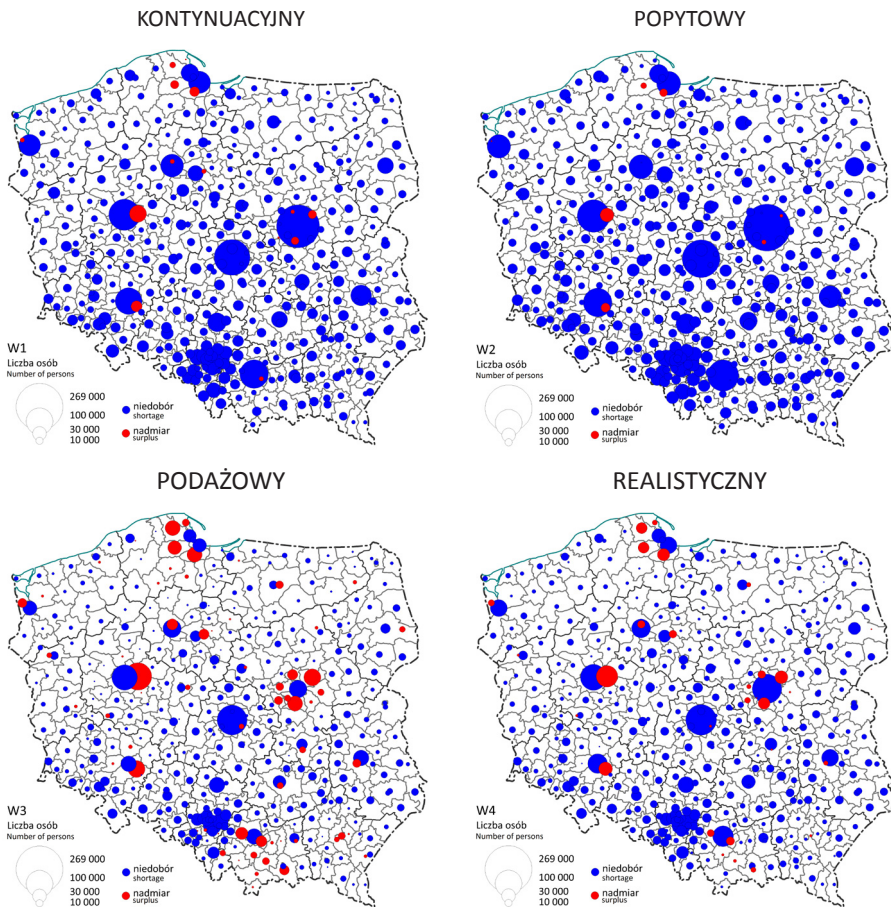 KONTYNUACYJNY
POPYTOWY
W1
Liczba osób
Number of persons
269 000
100 000
30 000
10 000
niedobór
shortage
nadmiar
surplus
W2
Liczba osób
Number of persons
269 000
100 000
30 000
10 000
niedobór
shortage
nadmiar
surplus
PODAŻOWY
REALISTYCZNY
W3
Liczba osób
Number of persons
269 000
100 000
30 000
10 000
niedobór
shortage
nadmiar
surplus
W4
Liczba osób
Number of persons
269 000
100 000
30 000
10 000
niedobór
shortage
nadmiar
surplus